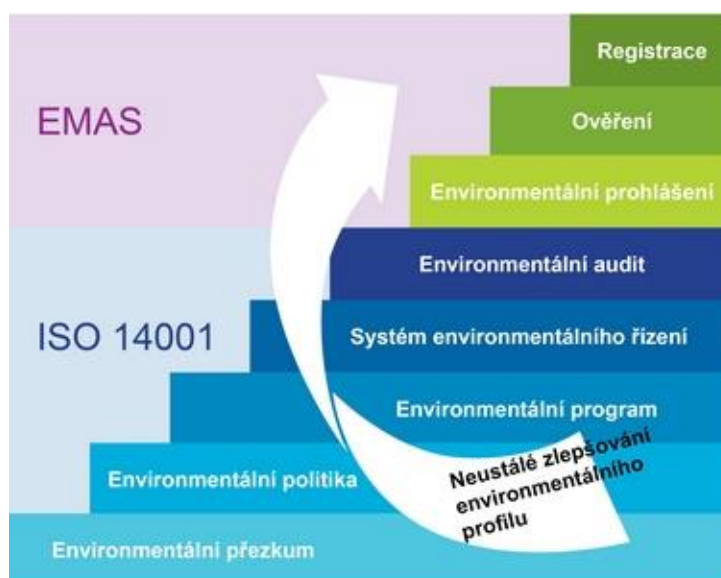 Registrace
EMAS
Ověření
Environmentální prohlášení
Environmentální audit
ISO 14001
Systém environmentálního řízení
Environmentální program
Neustálé zlepšování
environmentálního
profilu
Environmentální politika
Environmentální přezkum